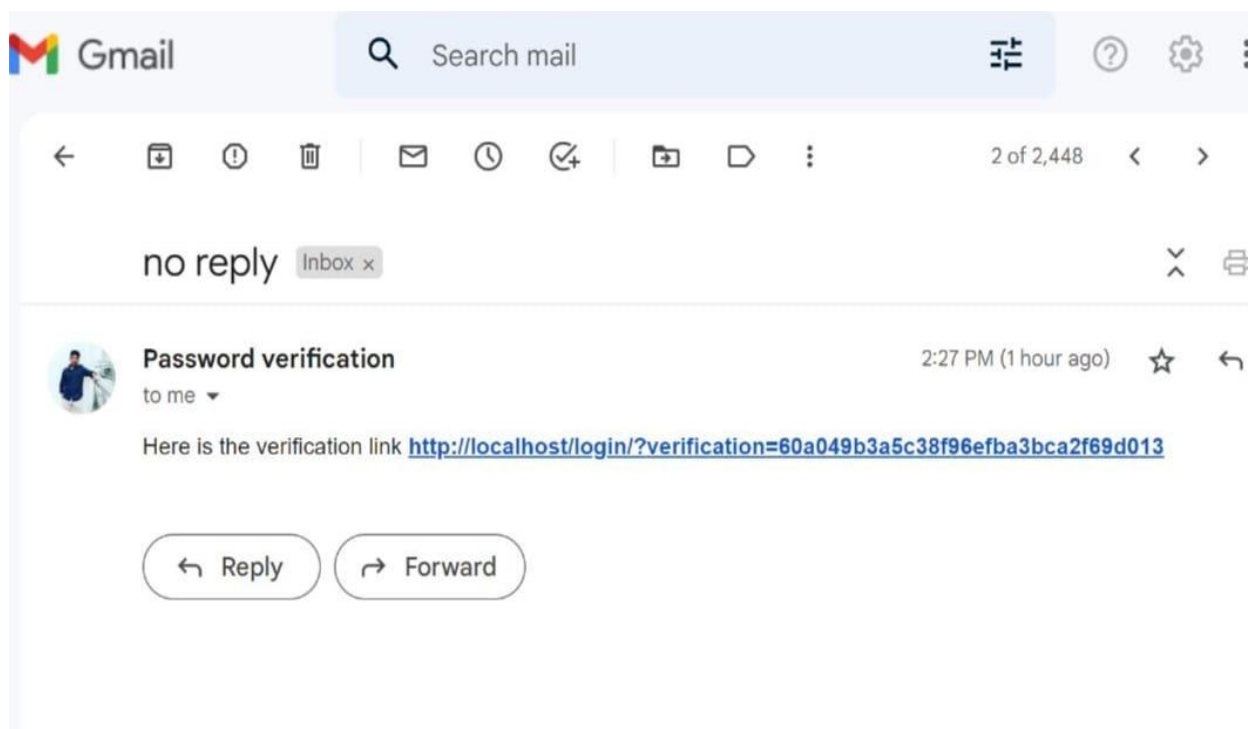 Gmail
Search mail
2 of 2,448
no reply Inbox x
Password verification 2:27 PM (1 hour ago)
to me
Here is the verification link http://localhost/login/?verification=60a049b3a5c38f96efba3bca2f69d013
Reply Forward